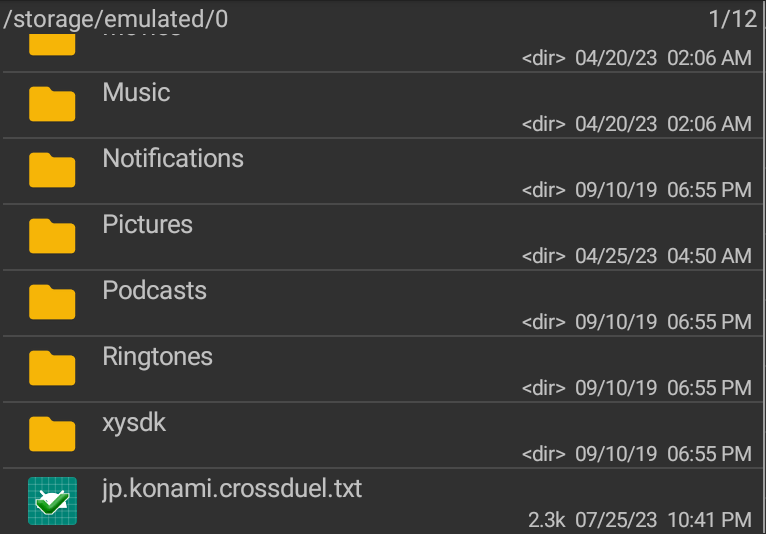 /storage/emulated/0 1/12
<dir> 04/20/23 02:06 AM
Music
<dir> 04/20/23 02:06 AM
Notifications
<dir> 09/10/19 06:55 PM
Pictures
<dir> 04/25/23 04:50 AM
Podcasts
<dir> 09/10/19 06:55 PM
Ringtones
<dir> 09/10/19 06:55 PM
xysdk
<dir> 09/10/19 06:55 PM
jp.konami.crossduel.txt
2.3k 07/25/23 10:41 PM